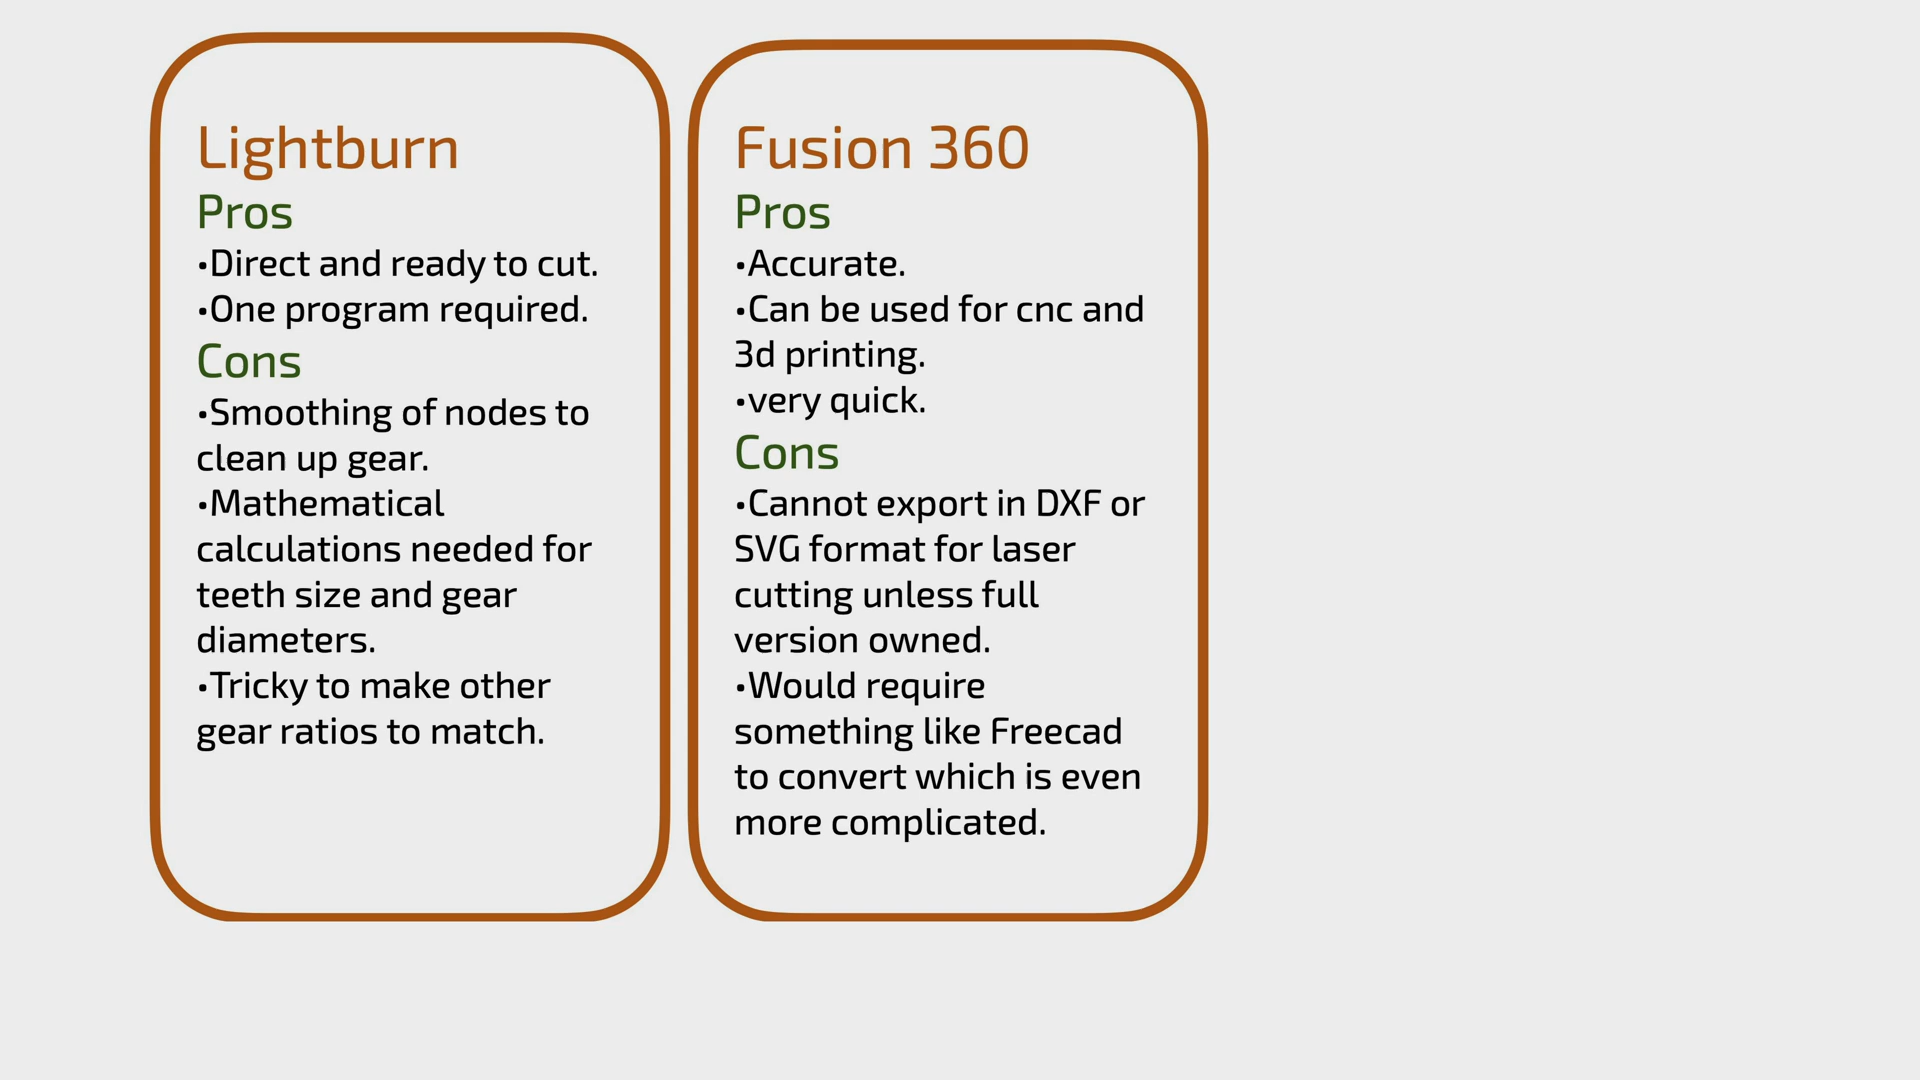 Lightburn
Pros
•Direct and ready to cut.
•One program required.
Cons
•Smoothing of nodes to
clean up gear.
•Mathematical
calculations needed for
teeth size and gear
diameters.
•Tricky to make other
gear ratios to match.
Fusion 360
Pros
•Accurate.
•Can be used for cnc and
3d printing.
•very quick.
Cons
•Cannot export in DXF or
SVG format for laser
cutting unless full
version owned.
•Would require
something like Freecad
to convert which is even
more complicated.